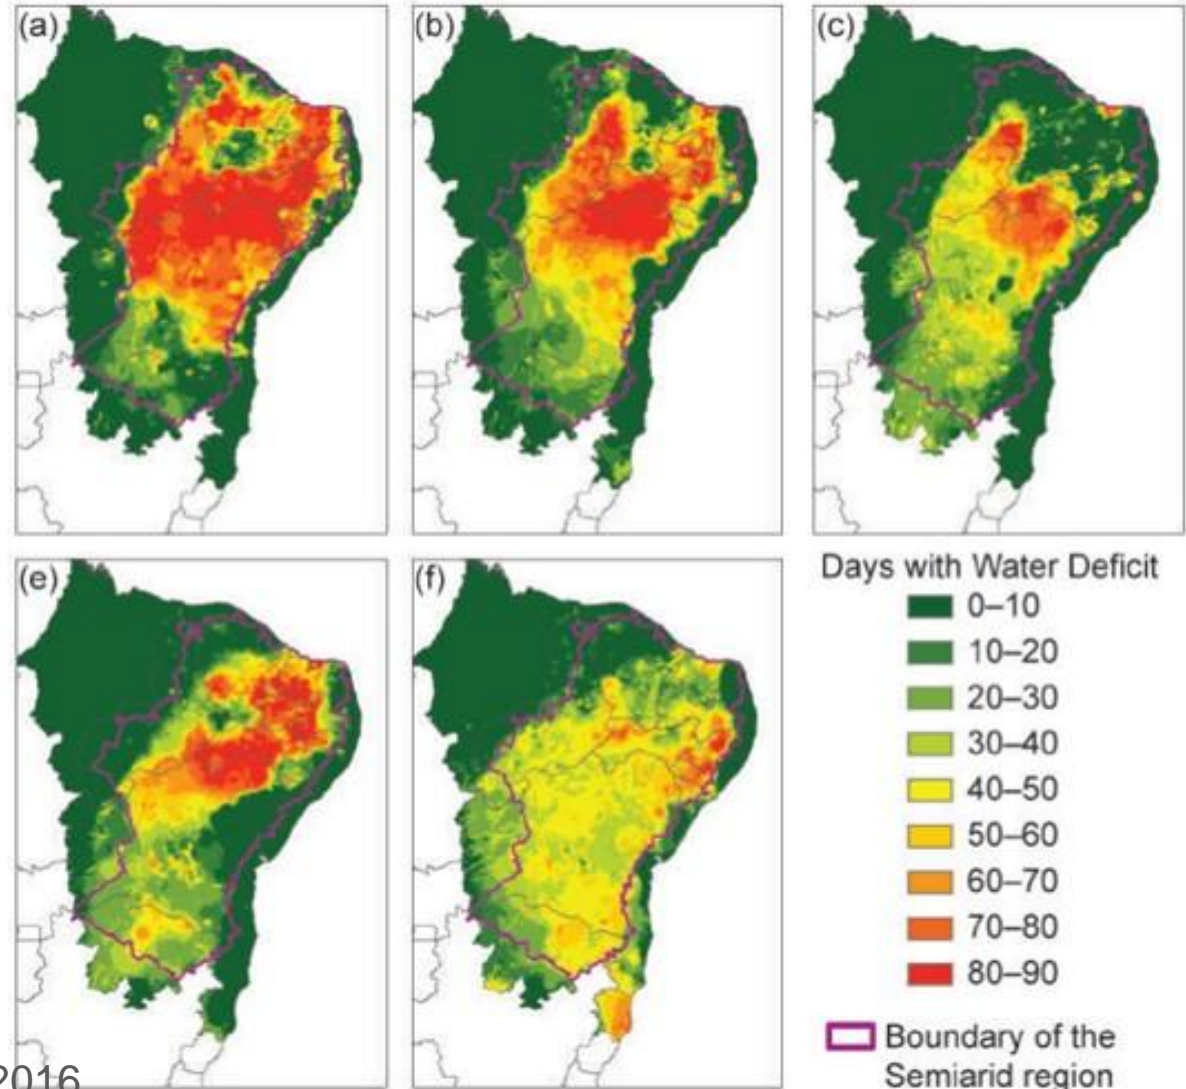 (a)
(b)
(c)
(e)
(f)
Days with Water Deficit
0–10
10–20
20–30
30–40
40–50
50–60
60–70
70–80
80–90
Boundary of the
Semiarid region
2016